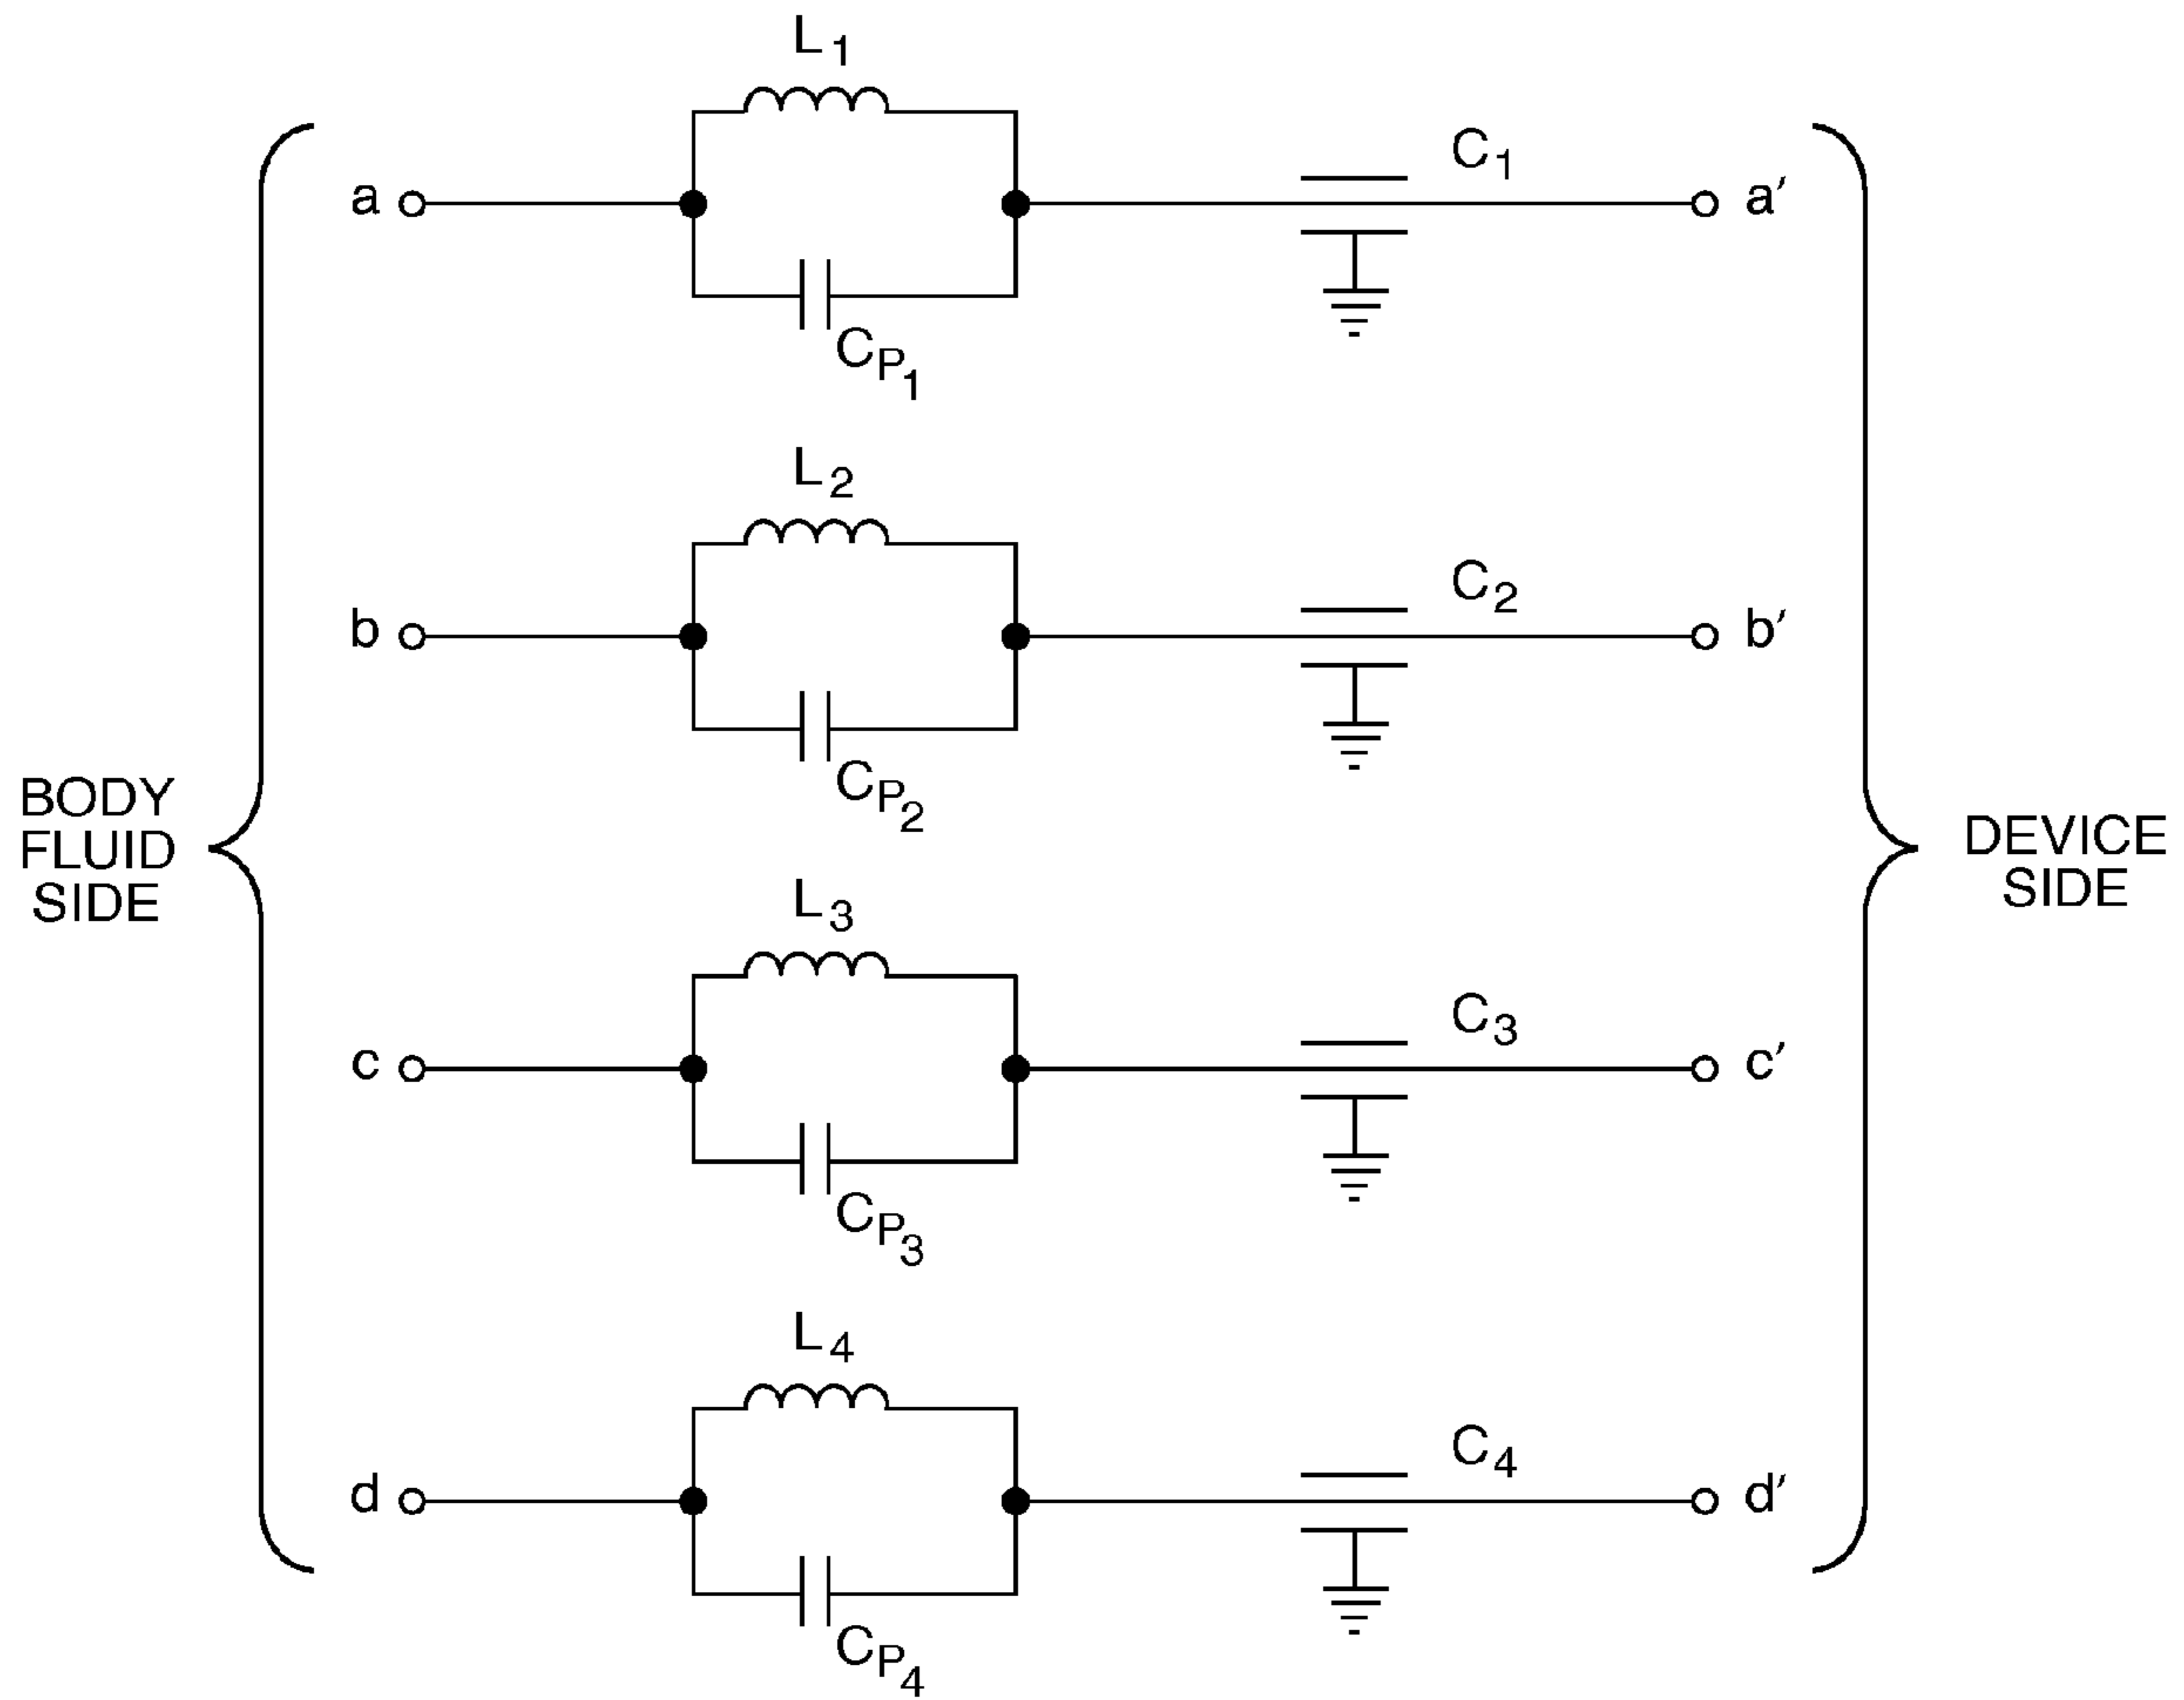 L1
a
C1
a′
CP1
L2
b
C2
b′
CP2
BODY
FLUID
SIDE
DEVICE
SIDE
L3
c
C3
c′
CP3
L4
d
C4
d′
CP4